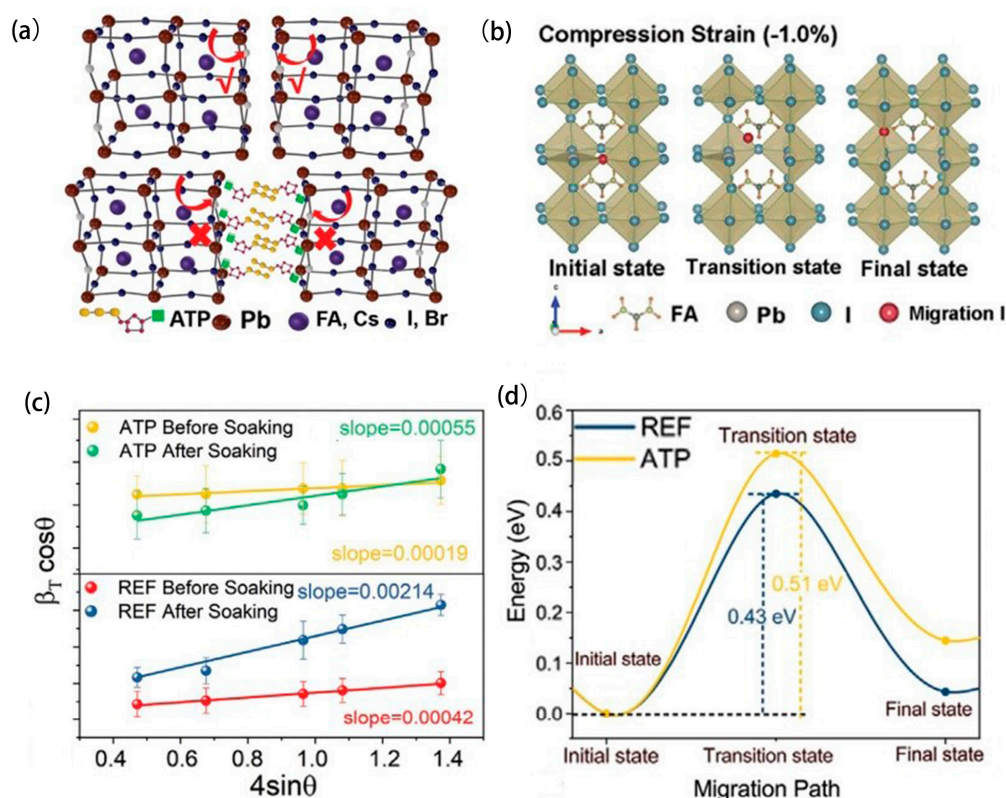 (a)
√ √
ATP Pb FA, Cs I, Br
(b)
Compression Strain (-1.0%)
Initial state Transition state Final state
c
a
FA Pb I Migration I
(c)
ATP Before Soaking
ATP After Soaking
slope=0.00055
slope=0.00019
REF Before Soaking
REF After Soaking
slope=0.00214
slope=0.00042
βT cosθ
0.4 0.6 0.8 1.0 1.2 1.4
4sinθ
(d)
REF
ATP
Transition state
0.51 eV
0.43 eV
Initial state
Final state
Energy (eV)
0.6
0.5
0.4
0.3
0.2
0.1
0.0
Initial state Transition state Final state
Migration Path